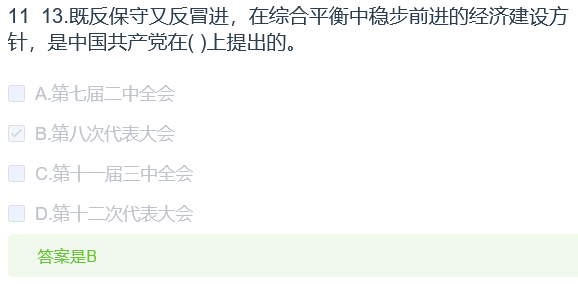 11 13.既反保守又反冒进，在综合平衡中稳步前进的经济建设方
针，是中国共产党在( )上提出的。
A.第七届二中全会
B.第八次代表大会
C.第十一届三中全会
D.第十二次代表大会
答案是B